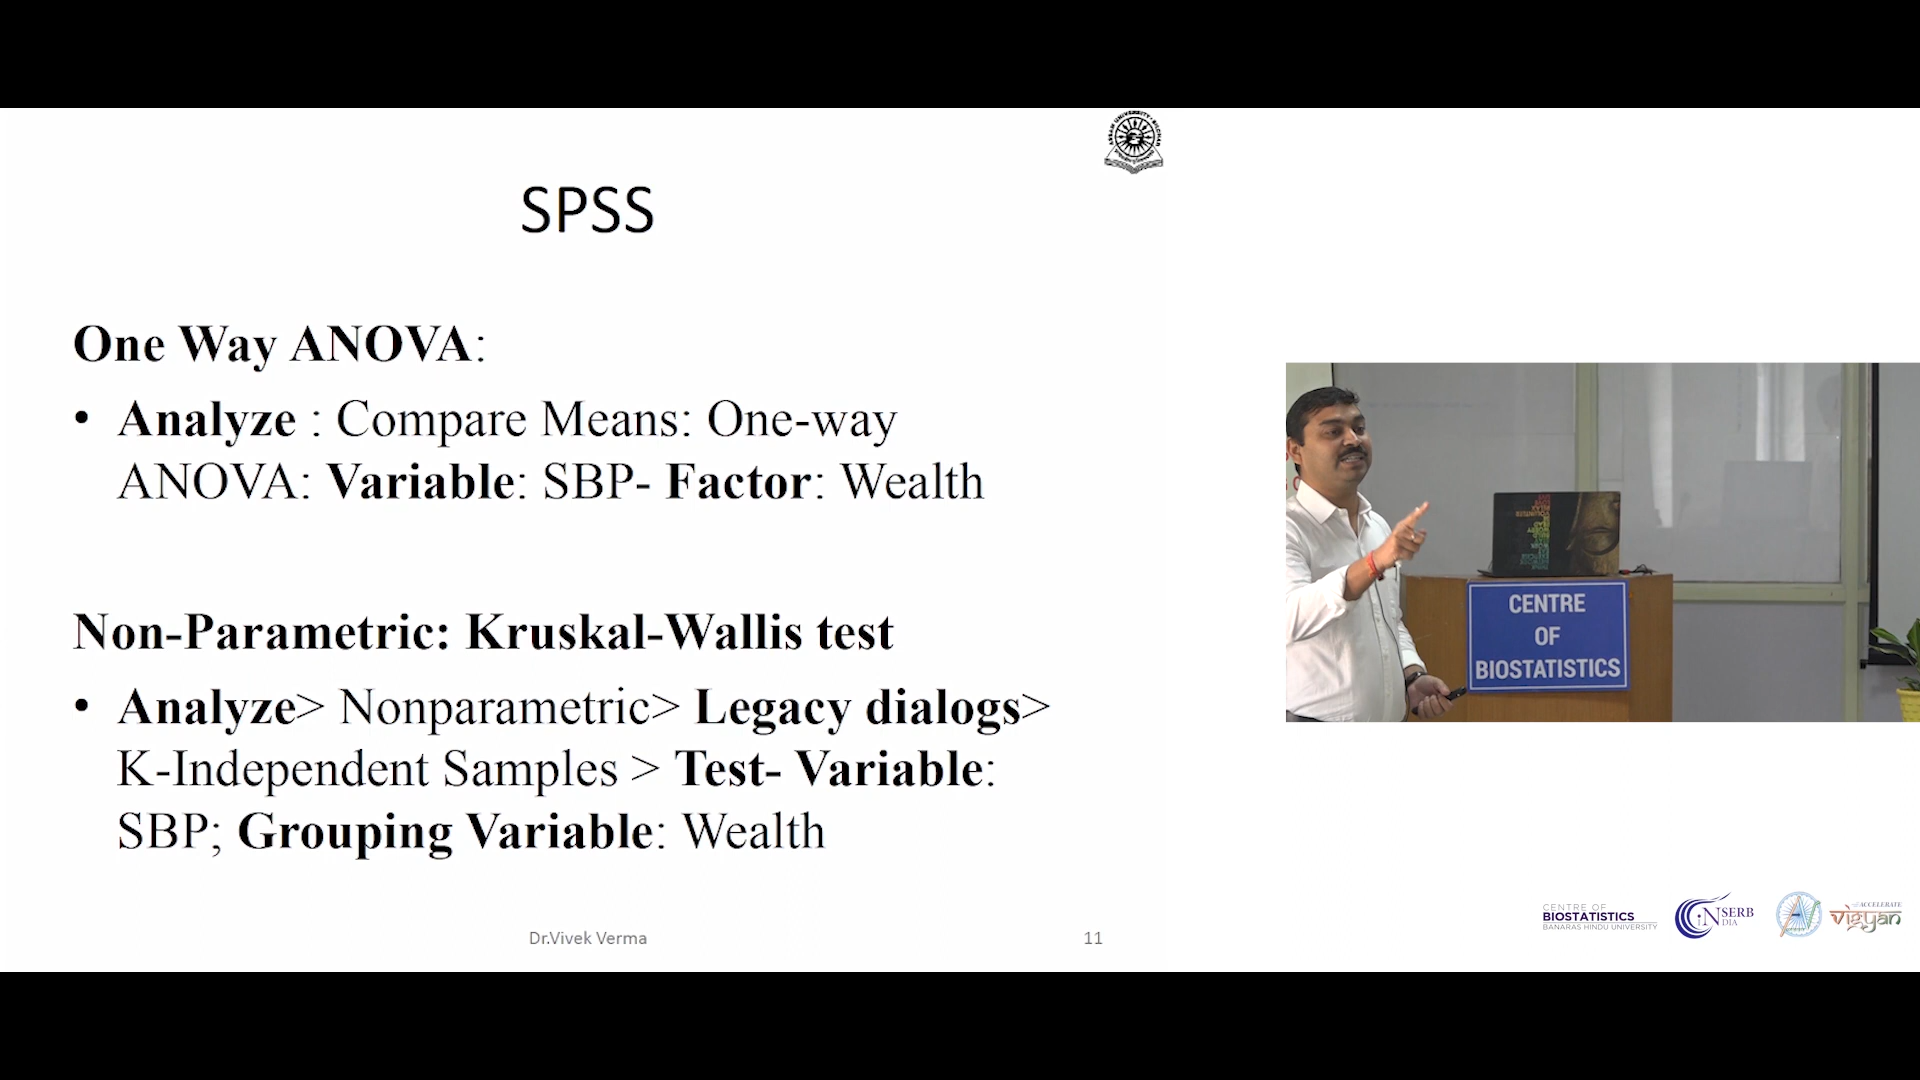 SPSS
One Way ANOVA:
• Analyze : Compare Means: One-way
ANOVA: Variable: SBP- Factor: Wealth
Non-Parametric: Kruskal-Wallis test
• Analyze> Nonparametric> Legacy dialogs>
K-Independent Samples > Test- Variable:
SBP; Grouping Variable: Wealth
Dr.Vivek Verma
11
CENTRE
OF
BIOSTATISTICS
CENTRE OF
BIOSTATISTICS
BANARAS HINDU UNIVERSITY
SERB
ACCELERATE